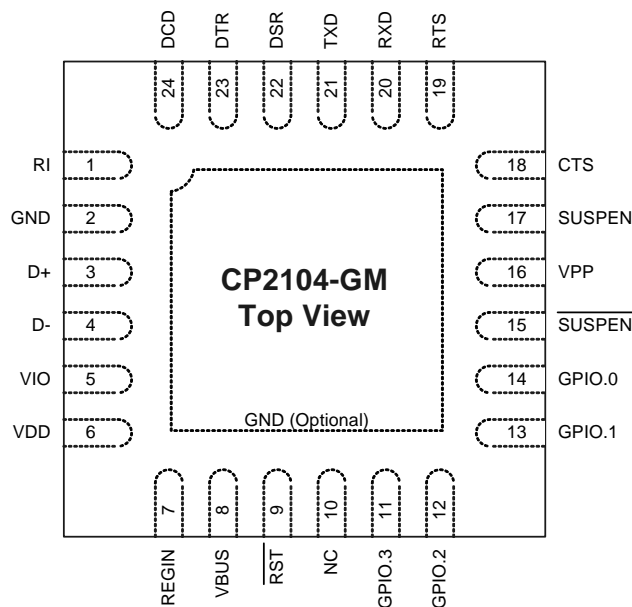 DCD DTR DSR TXD RXD RTS
24 23 22 21 20 19
RI 1
GND 2
D+ 3
D- 4
VIO 5
VDD 6
18 CTS
17 SUSPEN
16 VPP
15 SUSPEN
14 GPIO.0
13 GPIO.1
CP2104-GM
Top View
GND (Optional)
7 8 9 10 11 12
REGIN VBUS RST NC GPIO.3 GPIO.2